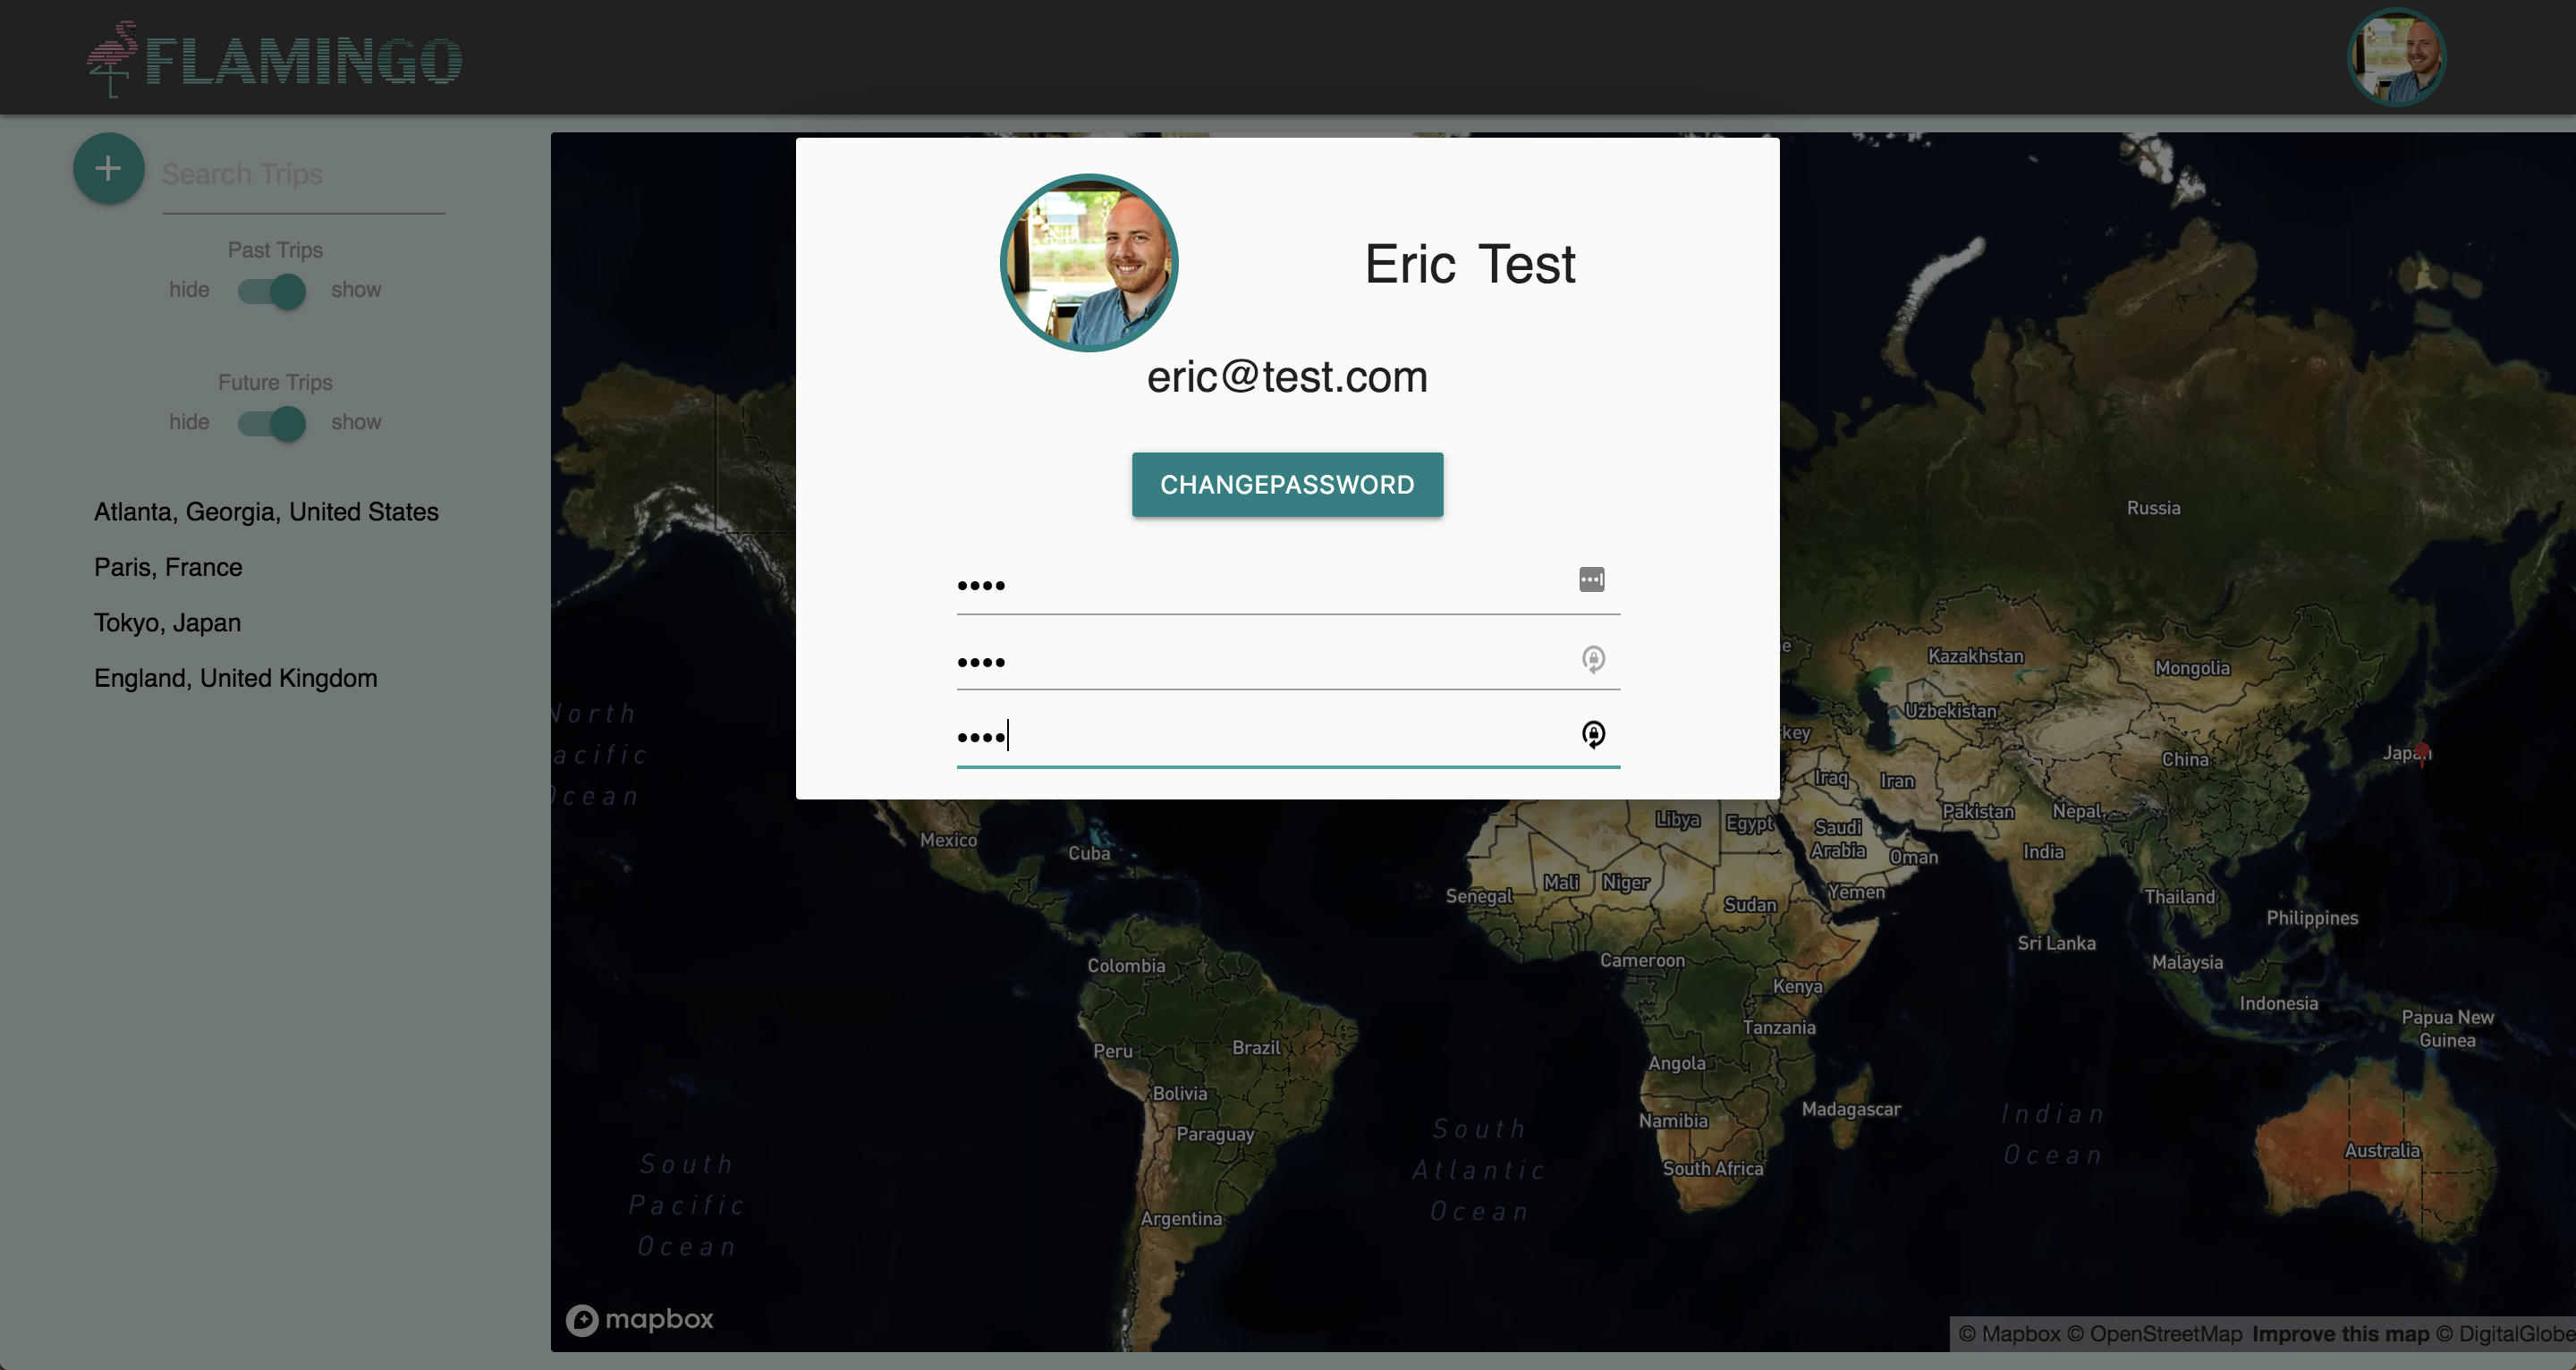 FLAMINGO
Search Trips
Past Trips
hide show
Future Trips
hide show
Atlanta, Georgia, United States
Paris, France
Tokyo, Japan
England, United Kingdom
Eric Test
eric@test.com
CHANGEPASSWORD
••••
••••
••••
Russia
Kazakhstan
Mongolia
Uzbekistan
Japan
China
Iraq
Iran
Pakistan
Nepal
North
Ocean
Mexico
Cuba
Libya
Egypt
Saudi
Arabia
Oman
India
Senegal
Mali
Niger
Yemen
Sudan
Thailand
Philippines
Sri Lanka
Colombia
Cameroon
Malaysia
Kenya
Indonesia
Tanzania
Papua New
Guinea
Peru
Brazil
Angola
Bolivia
Madagascar
Namibia
Paraguay
South Africa
Australia
Argentina
South
Pacific
Ocean
South
Atlantic
Ocean
Indian
Ocean
mapbox
© Mapbox © OpenStreetMap Improve this map © DigitalGlobe